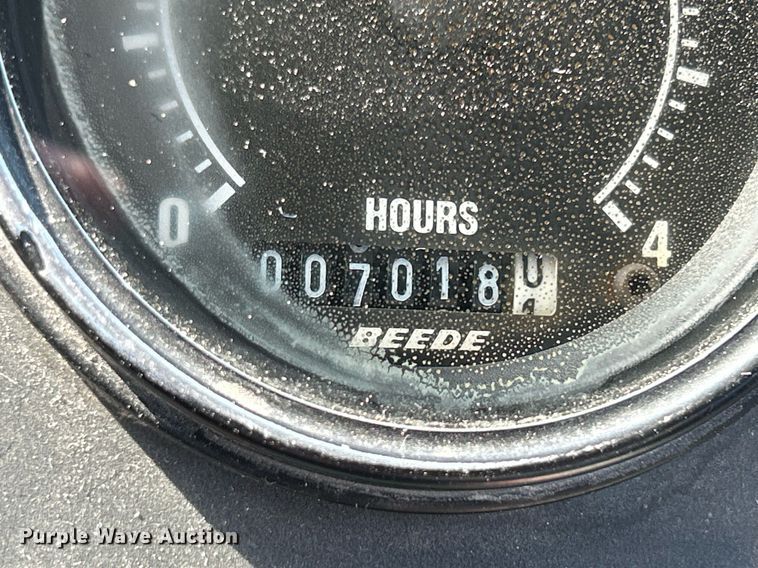 HOURS
0 4
007018
BEEDE
Purple Wave Auction